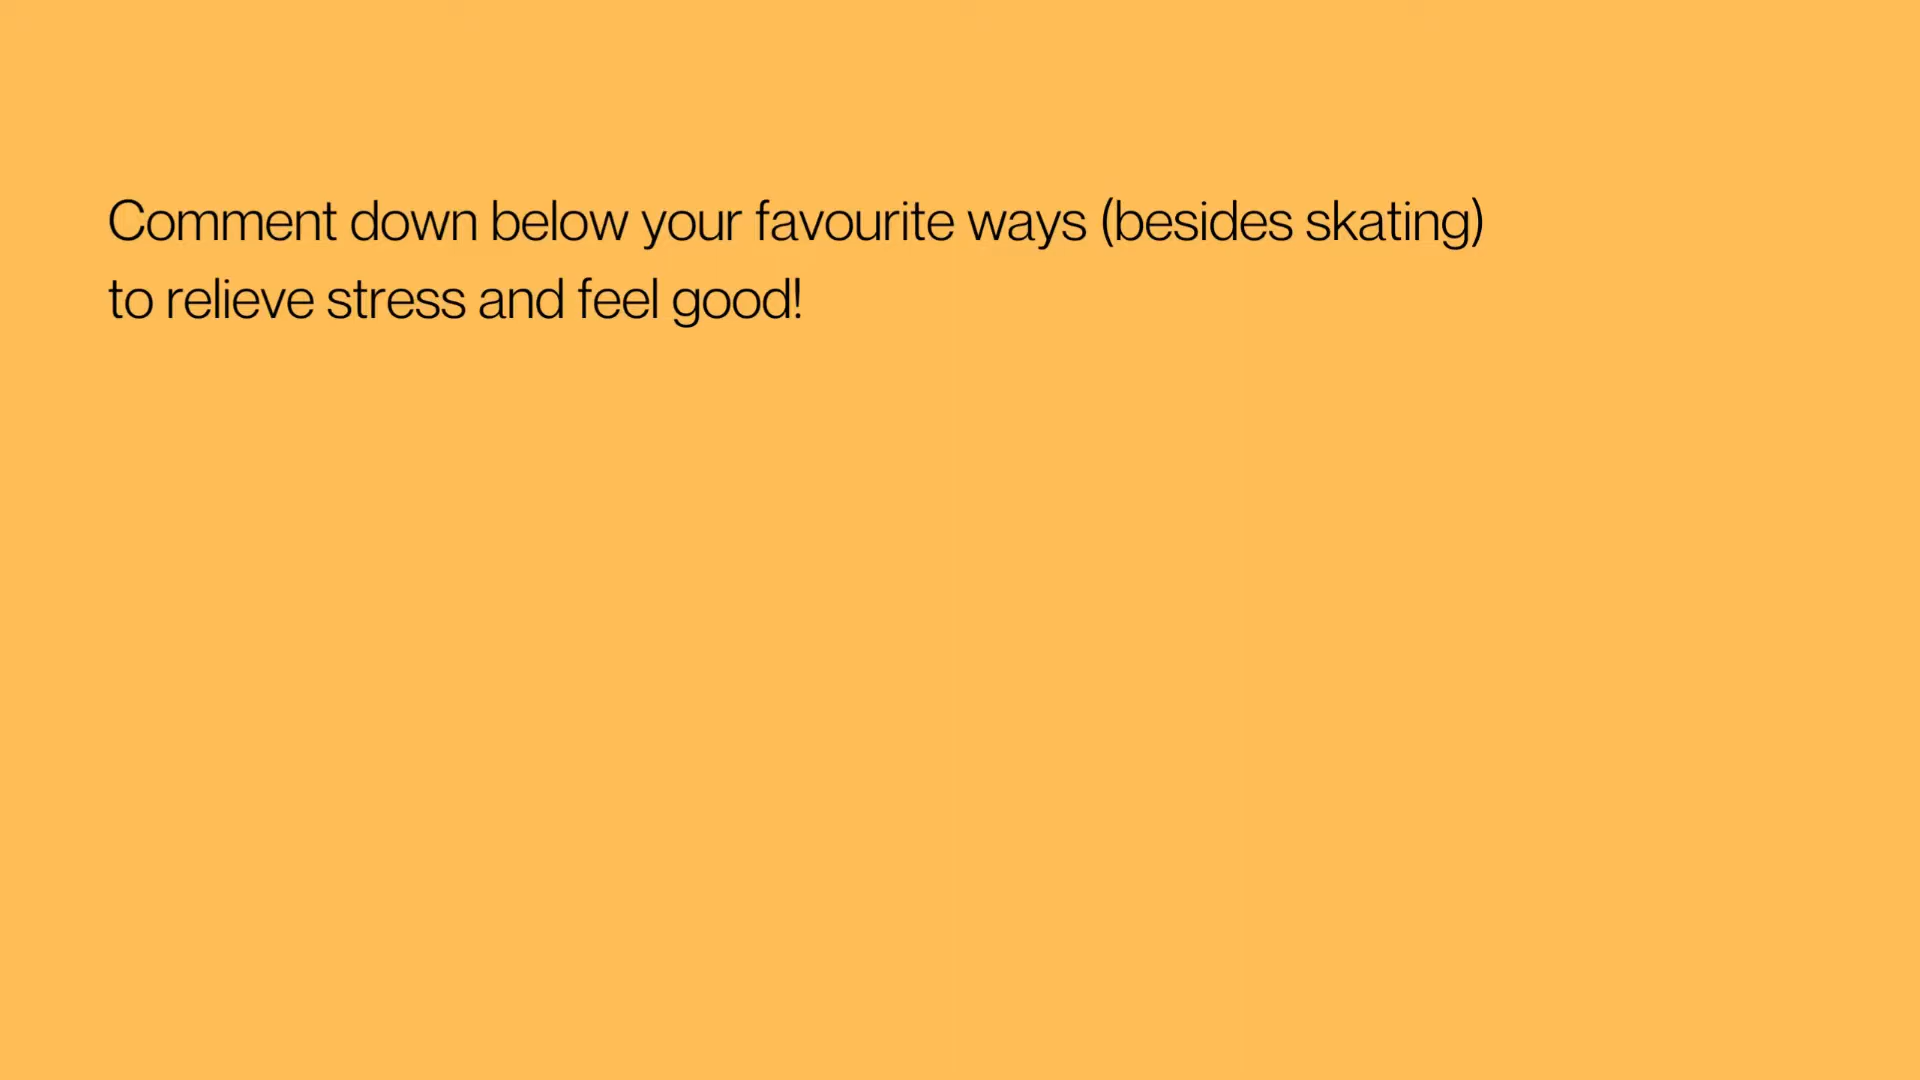 Comment down below your favourite ways (besides skating)
to relieve stress and feel good!